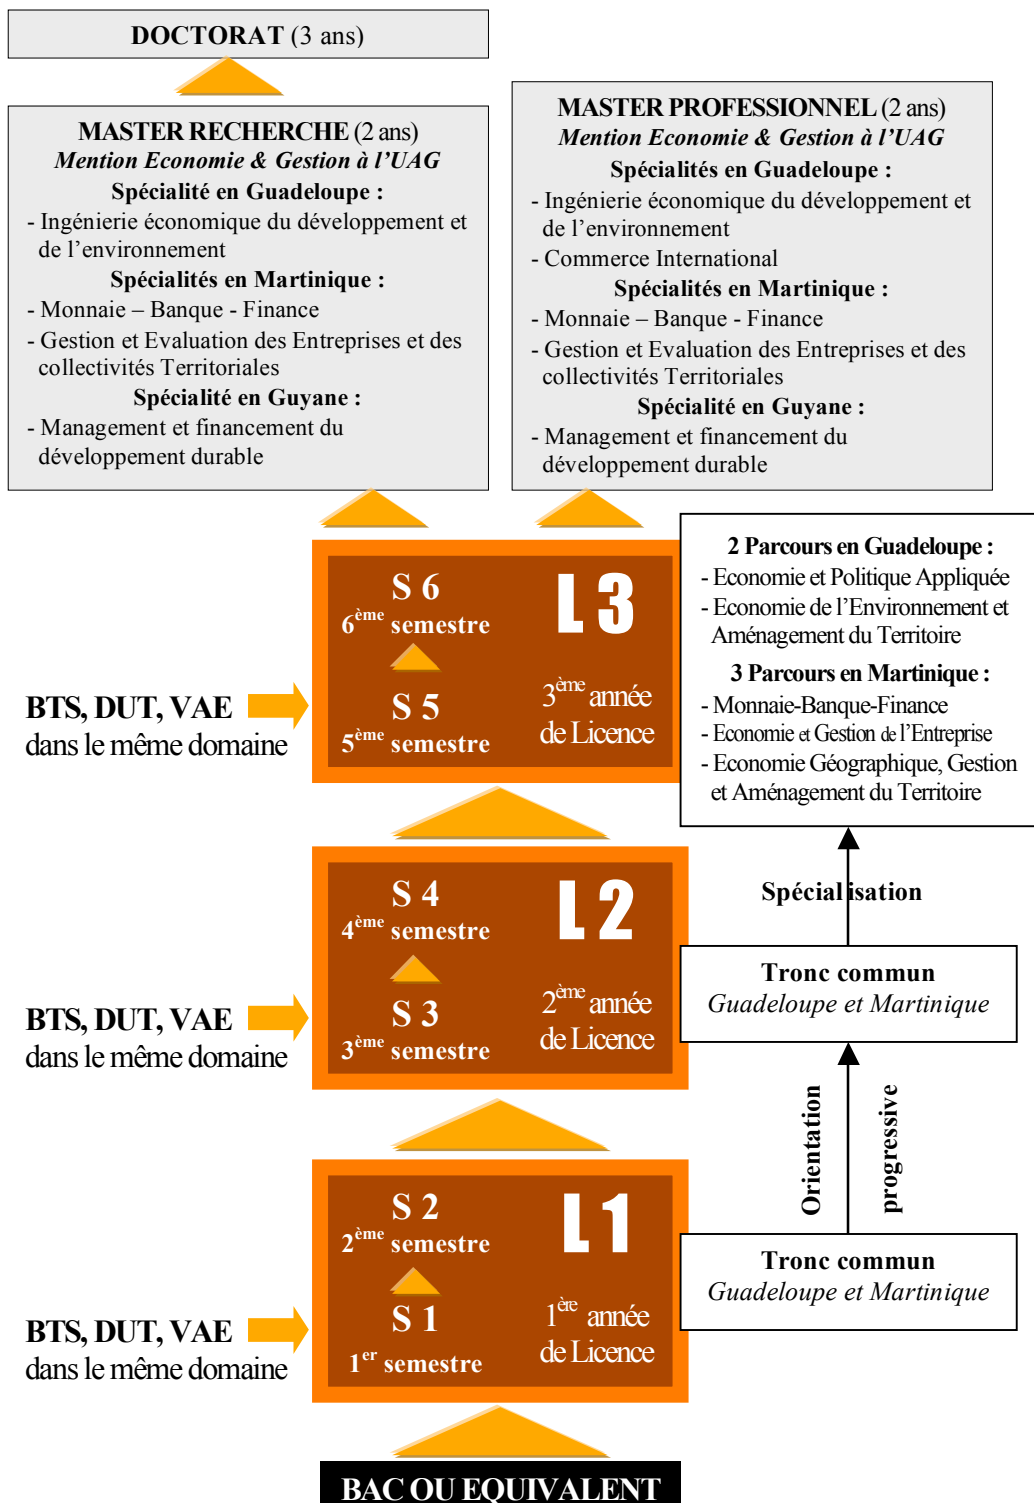 DOCTORAT (3 ans)
MASTER RECHERCHE (2 ans)
Mention Economie & Gestion à l'UAG
Spécialité en Guadeloupe :
- Ingénierie économique du développement et
de l'environnement
Spécialités en Martinique :
- Monnaie – Banque - Finance
- Gestion et Evaluation des Entreprises et des
collectivités Territoriales
Spécialité en Guyane :
- Management et financement du
développement durable
MASTER PROFESSIONNEL (2 ans)
Mention Economie & Gestion à l'UAG
Spécialités en Guadeloupe :
- Ingénierie économique du développement et
de l'environnement
- Commerce International
Spécialités en Martinique :
- Monnaie – Banque - Finance
- Gestion et Evaluation des Entreprises et des
collectivités Territoriales
Spécialité en Guyane :
- Management et financement du
développement durable
S 6
6ème semestre
L 3
S 5
5ème semestre
3ème année
de Licence
BTS, DUT, VAE
dans le même domaine
2 Parcours en Guadeloupe :
- Economie et Politique Appliquée
- Economie de l'Environnement et
Aménagement du Territoire
3 Parcours en Martinique :
- Monnaie-Banque-Finance
- Economie et Gestion de l'Entreprise
- Economie Géographique, Gestion
et Aménagement du Territoire
Spécialisation
S 4
4ème semestre
L 2
S 3
3ème semestre
2ème année
de Licence
BTS, DUT, VAE
dans le même domaine
Tronc commun
Guadeloupe et Martinique
Orientation
progressive
S 2
2ème semestre
L 1
S 1
1er semestre
1ère année
de Licence
BTS, DUT, VAE
dans le même domaine
Tronc commun
Guadeloupe et Martinique
BAC OU EQUIVALENT